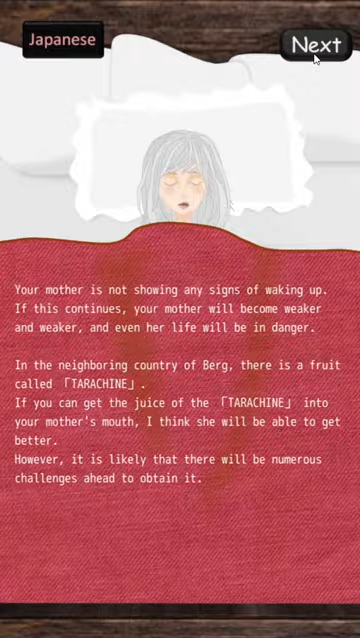 Japanese
Next
Your mother is not showing any signs of waking up.
If this continues, your mother will become weaker
and weaker, and even her life will be in danger.
In the neighboring country of Berg, there is a fruit
called 「TARACHINE」.
If you can get the juice of the 「TARACHINE」 into
your mother's mouth, I think she will be able to get
better.
However, it is likely that there will be numerous
challenges ahead to obtain it.